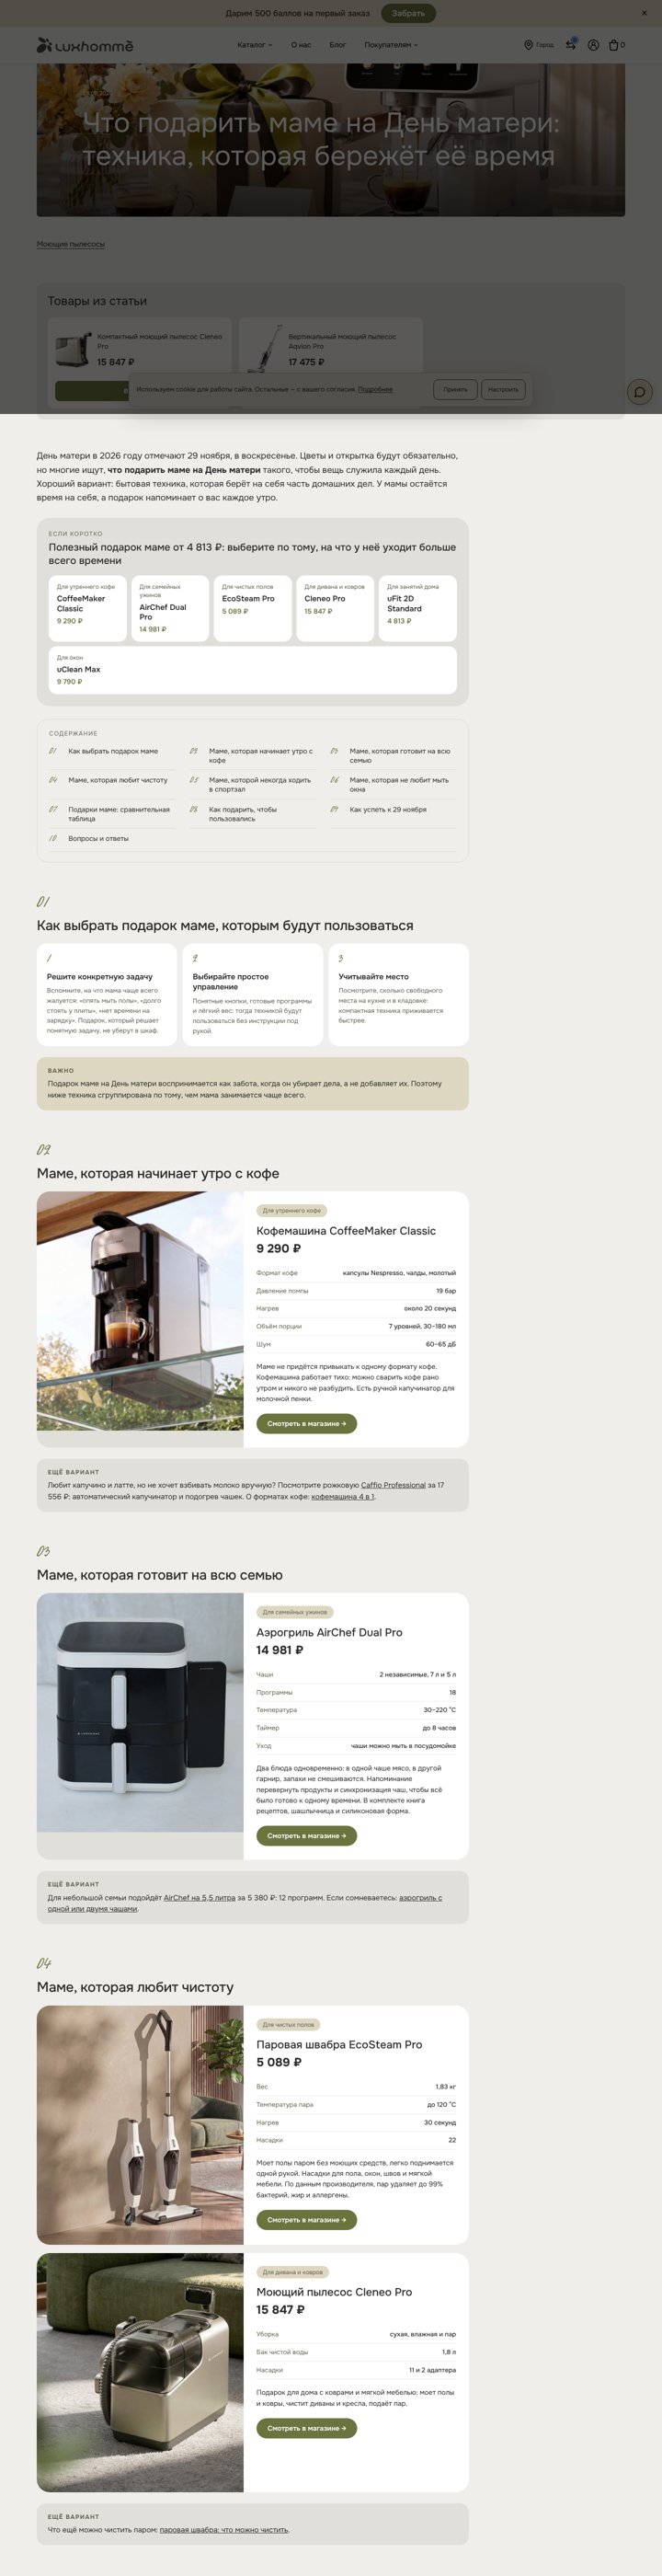 Дарим 500 баллов на первый заказ
Забрать
luxhommè
Каталог
О нас
Блог
Покупателям
Город
0
Что подарить маме на День матери:
техника, которая бережёт её время
Моющие пылесосы
Товары из статьи
Компактный моющий пылесос Cleneo
Pro
15 847 ₽
Вертикальный моющий пылесос
Aqvion Pro
17 475 ₽
Используем cookie для работы сайта. Остальные — с вашего согласия. Подробнее
Принять
Настроить
День матери в 2026 году отмечают 29 ноября, в воскресенье. Цветы и открытка будут обязательно,
но многие ищут, что подарить маме на День матери такого, чтобы вещь служила каждый день.
Хороший вариант: бытовая техника, которая берёт на себя часть домашних дел. У мамы остаётся
время на себя, а подарок напоминает о вас каждое утро.
ЕСЛИ КОРОТКО
Полезный подарок маме от 4 813 ₽: выберите по тому, на что у неё уходит больше
всего времени
Для утреннего кофе
CoffeeMaker
Classic
9 290 ₽
Для семейных
ужинов
AirChef Dual
Pro
14 981 ₽
Для чистых полов
EcoSteam Pro
5 089 ₽
Для дивана и ковров
Cleneo Pro
15 847 ₽
Для занятий дома
uFit 2D
Standard
4 813 ₽
Для окон
uClean Max
9 790 ₽
СОДЕРЖАНИЕ
01 Как выбрать подарок маме
02 Маме, которая начинает утро с
кофе
03 Маме, которая готовит на всю
семью
04 Маме, которая любит чистоту
05 Маме, которой некогда ходить
в спортзал
06 Маме, которая не любит мыть
окна
07 Подарки маме: сравнительная
таблица
08 Как подарить, чтобы
пользовались
09 Как успеть к 29 ноября
10 Вопросы и ответы
01
Как выбрать подарок маме, которым будут пользоваться
1
Решите конкретную задачу
Вспомните, на что мама чаще всего
жалуется: «опять мыть полы», «долго
стоять у плиты», «нет времени на
зарядку». Подарок, который решает
понятную задачу, не уберут в шкаф.
2
Выбирайте простое
управление
Понятные кнопки, готовые программы
и лёгкий вес: тогда техникой будут
пользоваться без инструкции под
рукой.
3
Учитывайте место
Посмотрите, сколько свободного
места на кухне и в кладовке:
компактная техника приживается
быстрее.
ВАЖНО
Подарок маме на День матери воспринимается как забота, когда он убирает дела, а не добавляет их. Поэтому
ниже техника сгруппирована по тому, чем мама занимается чаще всего.
02
Маме, которая начинает утро с кофе
Для утреннего кофе
Кофемашина CoffeeMaker Classic
9 290 ₽
Формат кофе капсулы Nespresso, чалды, молотый
Давление помпы 19 бар
Нагрев около 20 секунд
Объём порции 7 уровней, 30–180 мл
Шум 60–65 дБ
Маме не придётся привыкать к одному формату кофе.
Кофемашина работает тихо: можно сварить кофе рано
утром и никого не разбудить. Есть ручной капучинатор для
молочной пенки.
Смотреть в магазине →
ЕЩЁ ВАРИАНТ
Любит капучино и латте, но не хочет взбивать молоко вручную? Посмотрите рожковую Caffio Professional за 17
556 ₽: автоматический капучинатор и подогрев чашек. О форматах кофе: кофемашина 4 в 1.
03
Маме, которая готовит на всю семью
Для семейных ужинов
Аэрогриль AirChef Dual Pro
14 981 ₽
Чаши 2 независимые, 7 л и 5 л
Программы 18
Температура 30–220 °C
Таймер до 8 часов
Уход чаши можно мыть в посудомойке
Два блюда одновременно: в одной чаше мясо, в другой
гарнир, запахи не смешиваются. Напоминание
перевернуть продукты и синхронизация чаш, чтобы всё
было готово к одному времени. В комплекте книга
рецептов, шашлычница и силиконовая форма.
Смотреть в магазине →
ЕЩЁ ВАРИАНТ
Для небольшой семьи подойдёт AirChef на 5,5 литра за 5 380 ₽: 12 программ. Если сомневаетесь: аэрогриль с
одной или двумя чашами.
04
Маме, которая любит чистоту
Для чистых полов
Паровая швабра EcoSteam Pro
5 089 ₽
Вес 1,83 кг
Температура пара до 120 °C
Нагрев 30 секунд
Насадки 22
Моет полы паром без моющих средств, легко поднимается
одной рукой. Насадки для пола, окон, швов и мягкой
мебели. По данным производителя, пар удаляет до 99%
бактерий, жир и аллергены.
Смотреть в магазине →
Для дивана и ковров
Моющий пылесос Cleneo Pro
15 847 ₽
Уборка сухая, влажная и пар
Бак чистой воды 1,8 л
Насадки 11 и 2 адаптера
Подарок для дома с коврами и мягкой мебелью: моет полы
и ковры, чистит диваны и кресла, подаёт пар.
Смотреть в магазине →
ЕЩЁ ВАРИАНТ
Что ещё можно чистить паром: паровая швабра: что можно чистить.